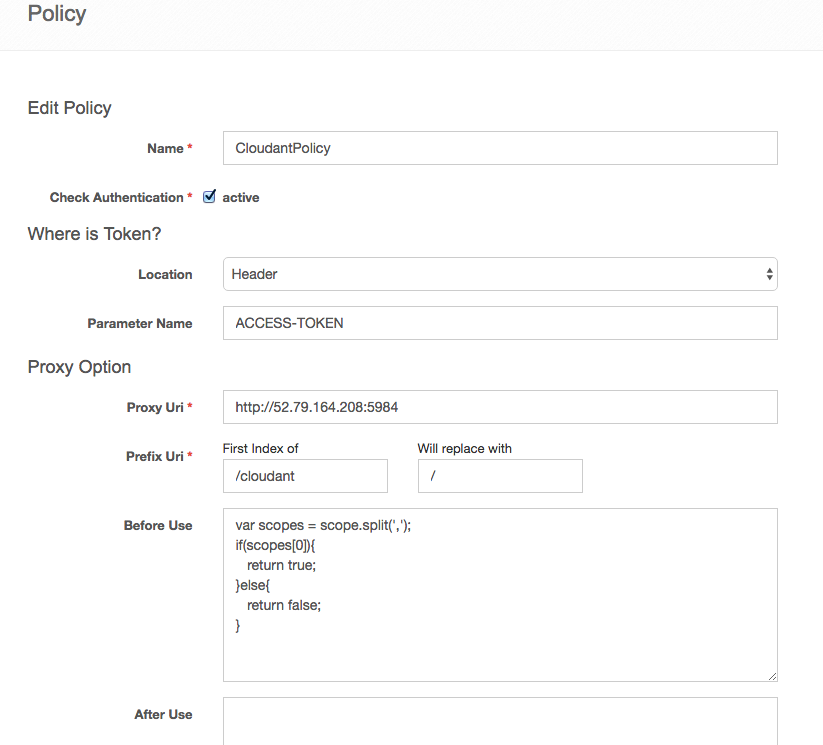 Policy
Edit Policy
Name * CloudantPolicy
Check Authentication * active
Where is Token?
Location Header
Parameter Name ACCESS-TOKEN
Proxy Option
Proxy Uri * http://52.79.164.208:5984
First Index of Will replace with
Prefix Uri * /cloudant /
Before Use var scopes = scope.split(',');
if(scopes[0]){
return true;
}else{
return false;
}
After Use